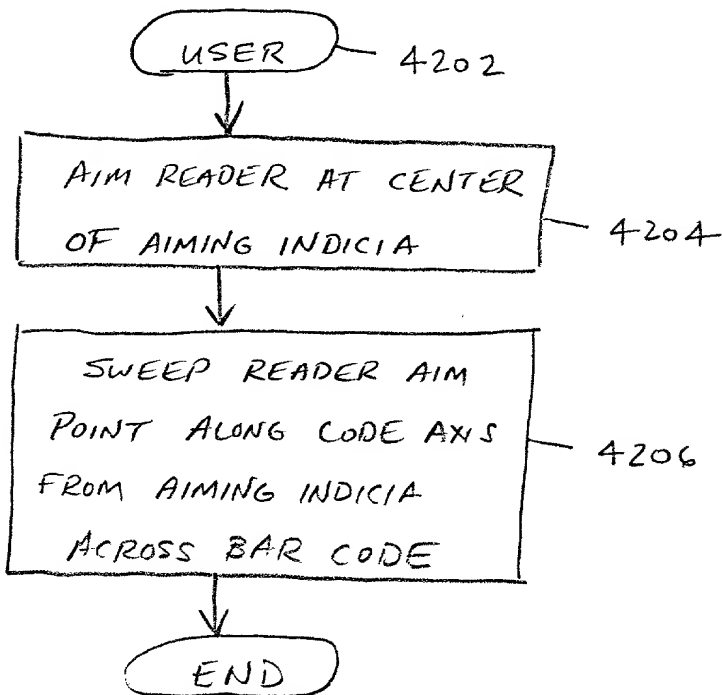 USER
4202
AIM READER AT CENTER
OF AIMING INDICIA
4204
SWEEP READER AIM
POINT ALONG CODE AXIS
FROM AIMING INDICIA
ACROSS BAR CODE
4206
END